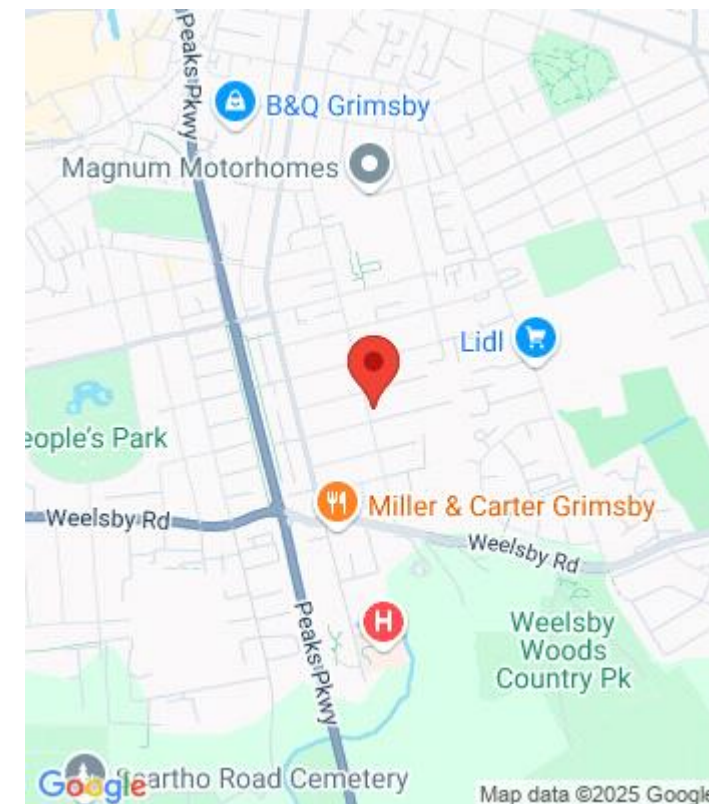 Peaks Pkwy
B&Q Grimsby
Magnum Motorhomes
Lidl
eople's Park
Miller & Carter Grimsby
Weelsby Rd
Weelsby Rd
Peaks Pkwy
H
Weelsby
Woods
Country Pk
artho Road Cemetery
Google
Map data ©2025 Google